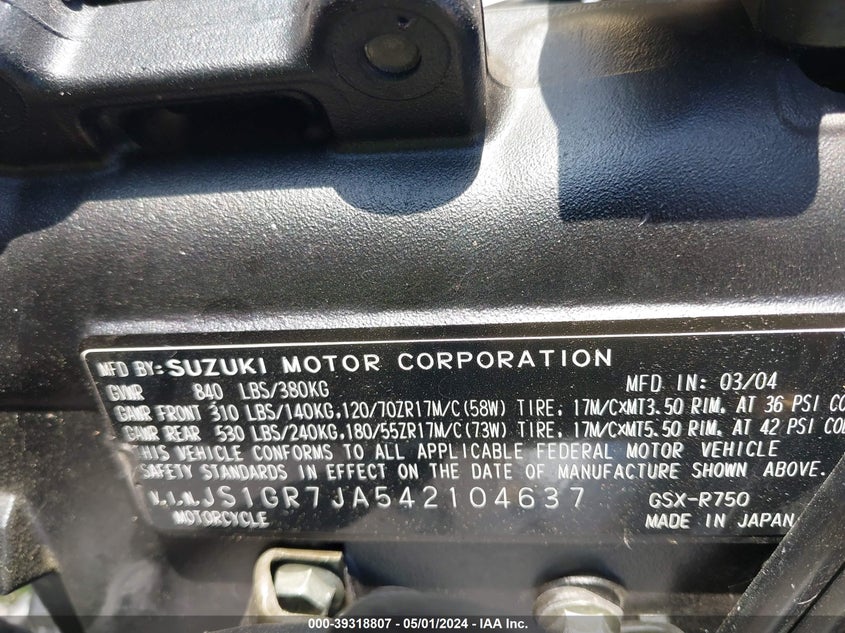 MFD BY: SUZUKI MOTOR CORPORATION
GVWR 840 LBS/380KG MFD IN: 03/04
GAWR FRONT 310 LBS/140KG,120/70ZR17M/C(58W) TIRE, 17M/C×MT3.50 RIM, AT 36 PSI CO
GAWR REAR 530 LBS/240KG,180/55ZR17M/C(73W) TIRE, 17M/C×MT5.50 RIM, AT 42 PSI COL
THIS VEHICLE CONFORMS TO ALL APPLICABLE FEDERAL MOTOR VEHICLE
SAFETY STANDARDS IN EFFECT ON THE DATE OF MANUFACTURE SHOWN ABOVE.
V.I.N. JS1GR7JA542104637 GSX-R750
MOTORCYCLE MADE IN JAPAN
000-39318807 / 05/01/2024 - IAA Inc.